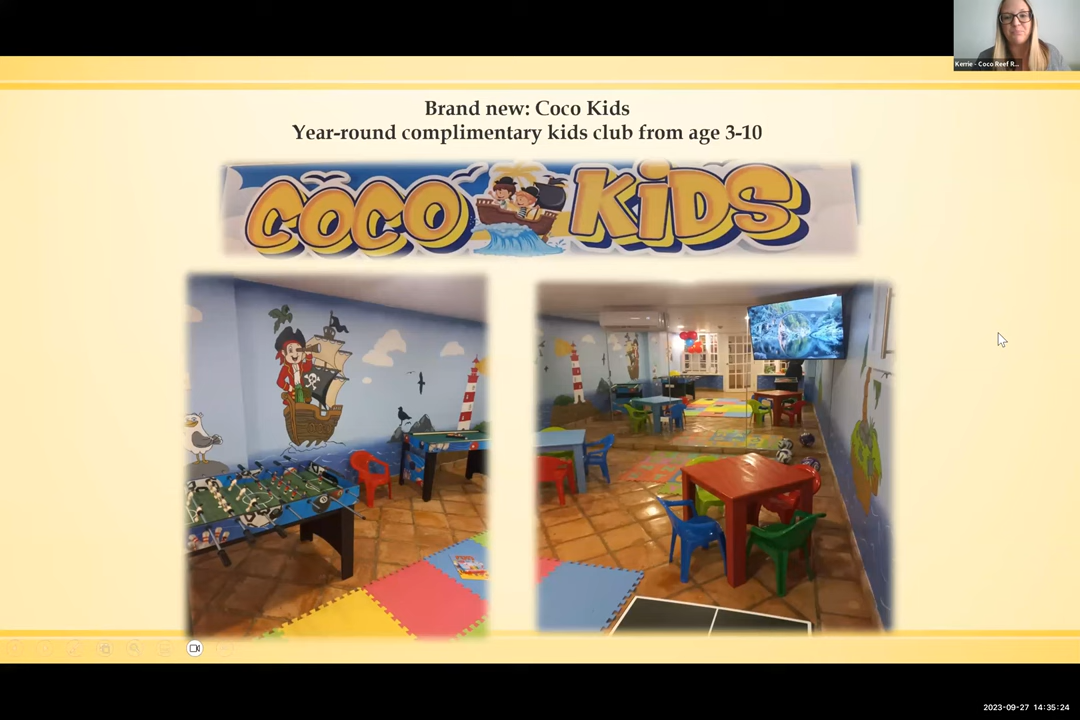 Kerrie - Coco Reef R...
Brand new: Coco Kids
Year-round complimentary kids club from age 3-10
COCO KiDS
2023-09-27 14:35:24